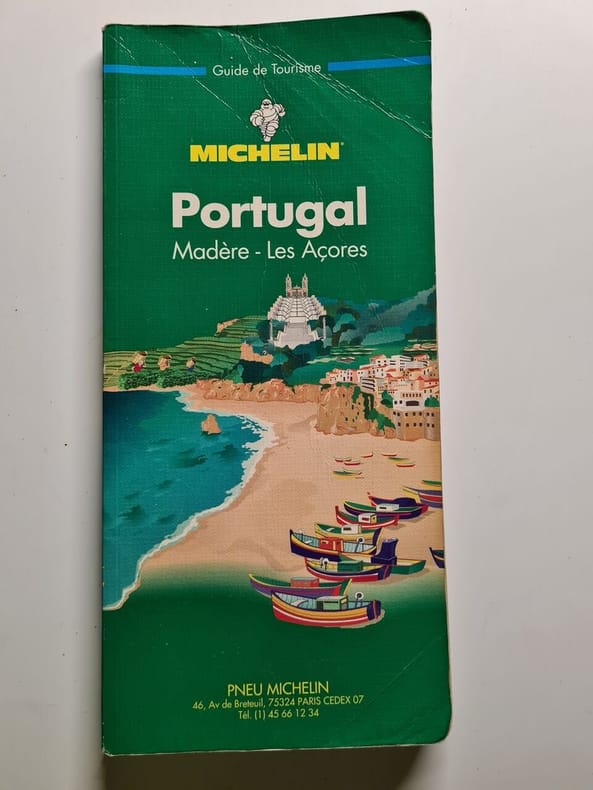 Guide de Tourisme
MICHELIN
Portugal
Madère - Les Açores
PNEU MICHELIN
46, Av de Breteuil, 75324 PARIS CEDEX 07
Tél. (1) 45 66 12 34